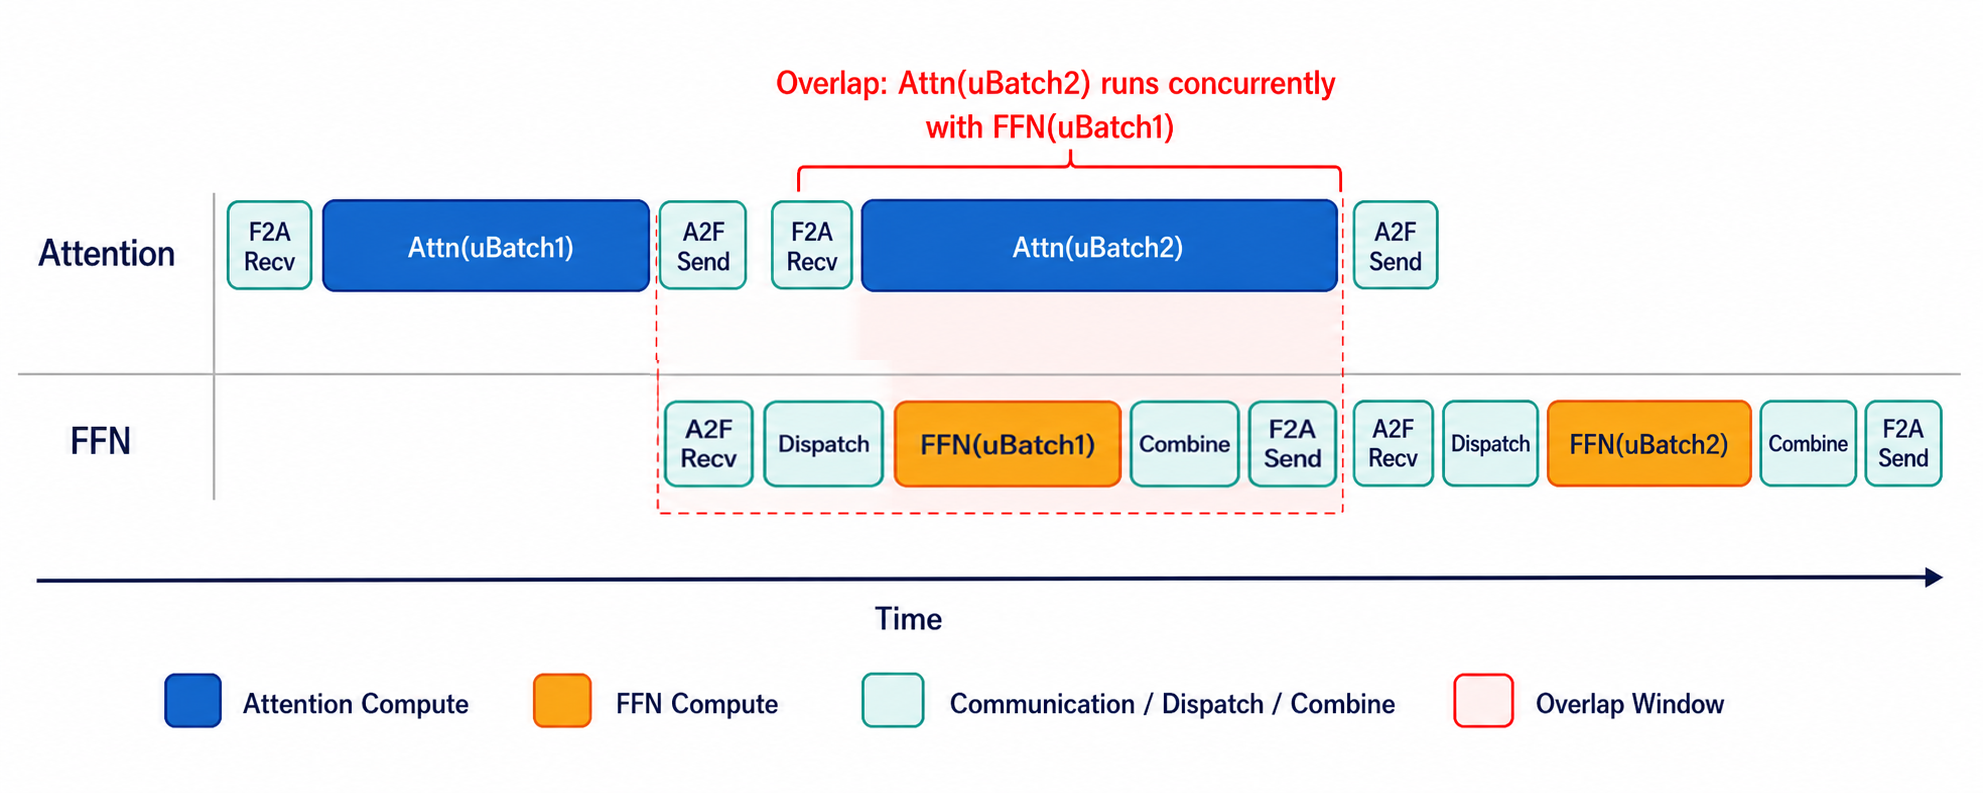 Overlap: Attn(uBatch2) runs concurrently
with FFN(uBatch1)
Attention
F2A
Recv
Attn(uBatch1)
A2F
Send
F2A
Recv
Attn(uBatch2)
A2F
Send
FFN
A2F
Recv
Dispatch
FFN(uBatch1)
Combine
F2A
Send
A2F
Recv
Dispatch
FFN(uBatch2)
Combine
F2A
Send
Time
Attention Compute
FFN Compute
Communication / Dispatch / Combine
Overlap Window